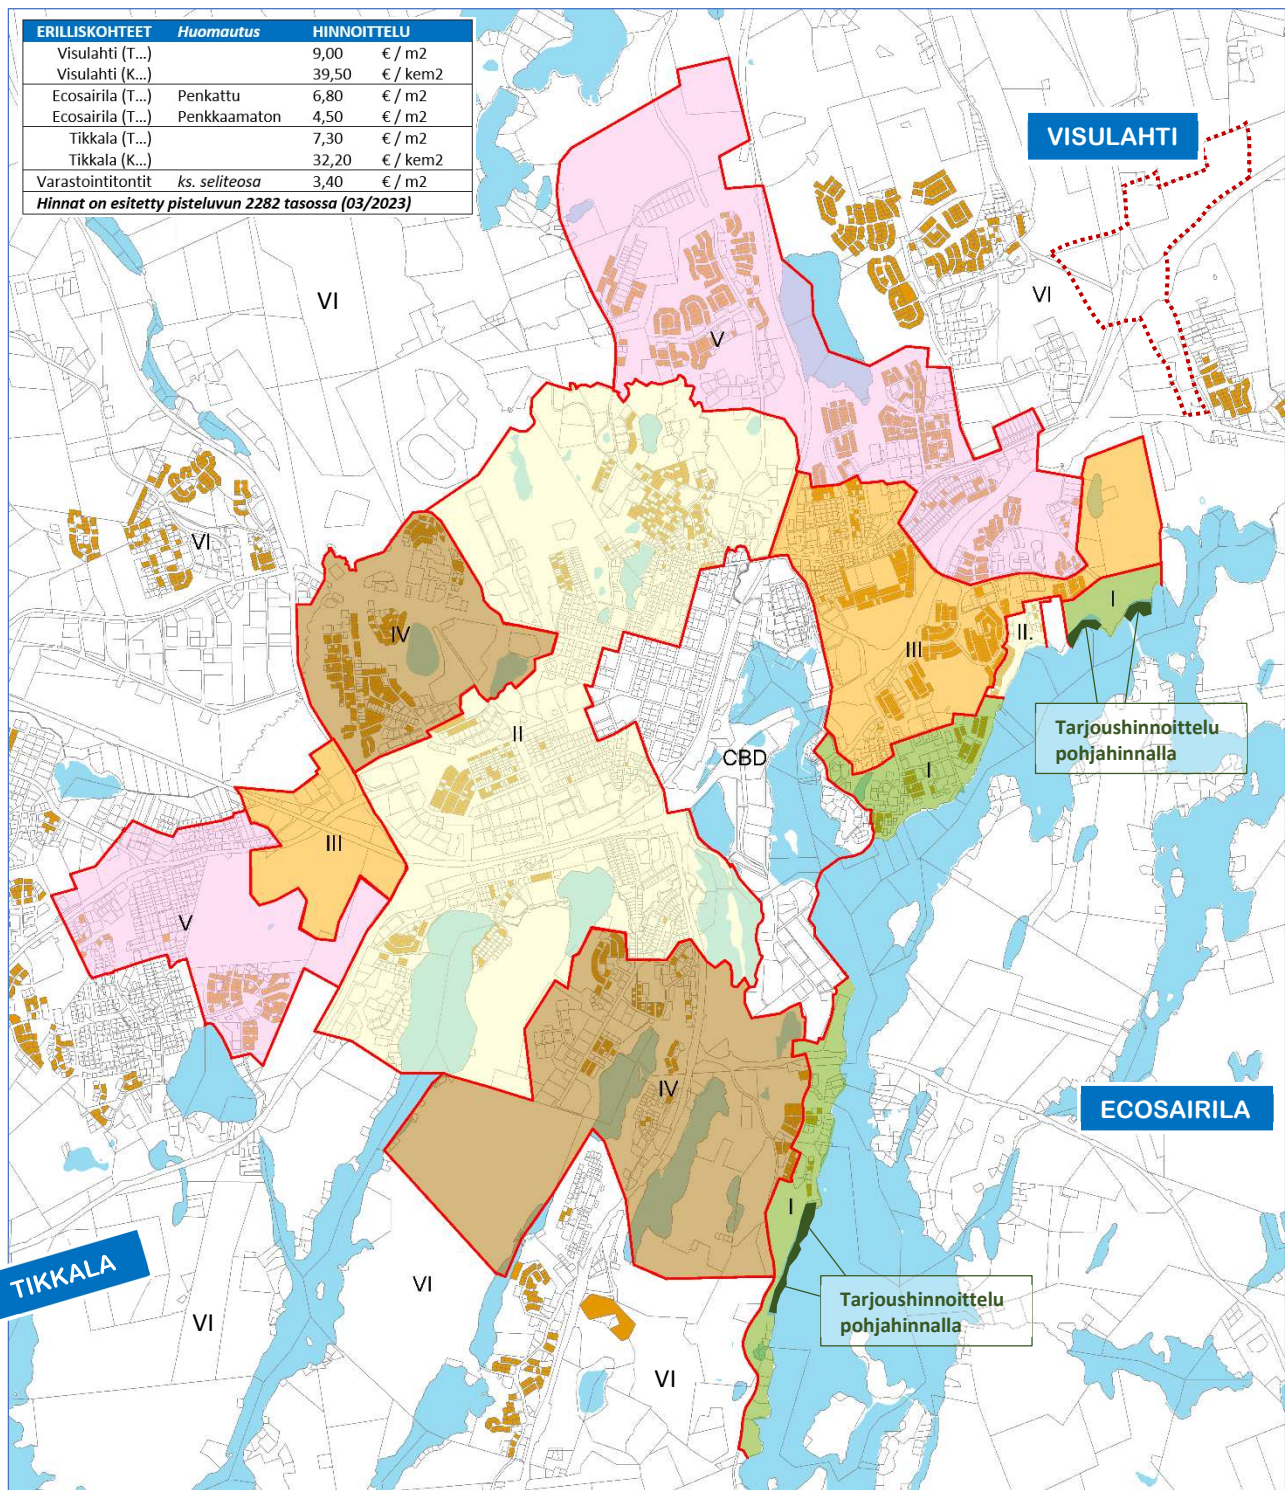 ERILLISKOHTEET Huomautus HINNOITTELU
Visulahti (T...) 9,00 € / m2
Visulahti (K...) 39,50 € / kem2
Ecosairila (T...) Penkattu 6,80 € / m2
Ecosairila (T...) Penkkaamaton 4,50 € / m2
Tikkala (T...) 7,30 € / m2
Tikkala (K...) 32,20 € / kem2
Varastointitontit ks. seliteosa 3,40 € / m2
Hinnat on esitetty pisteluvun 2282 tasossa (03/2023)
VISULAHTI
VI
VI
V
VI
I
II.
IV
III
Tarjoushinnoittelu
pohjahinnalla
II
CBD
I
III
V
IV
ECOSAIRILA
I
TIKKALA
VI
VI
Tarjoushinnoittelu
pohjahinnalla
VI